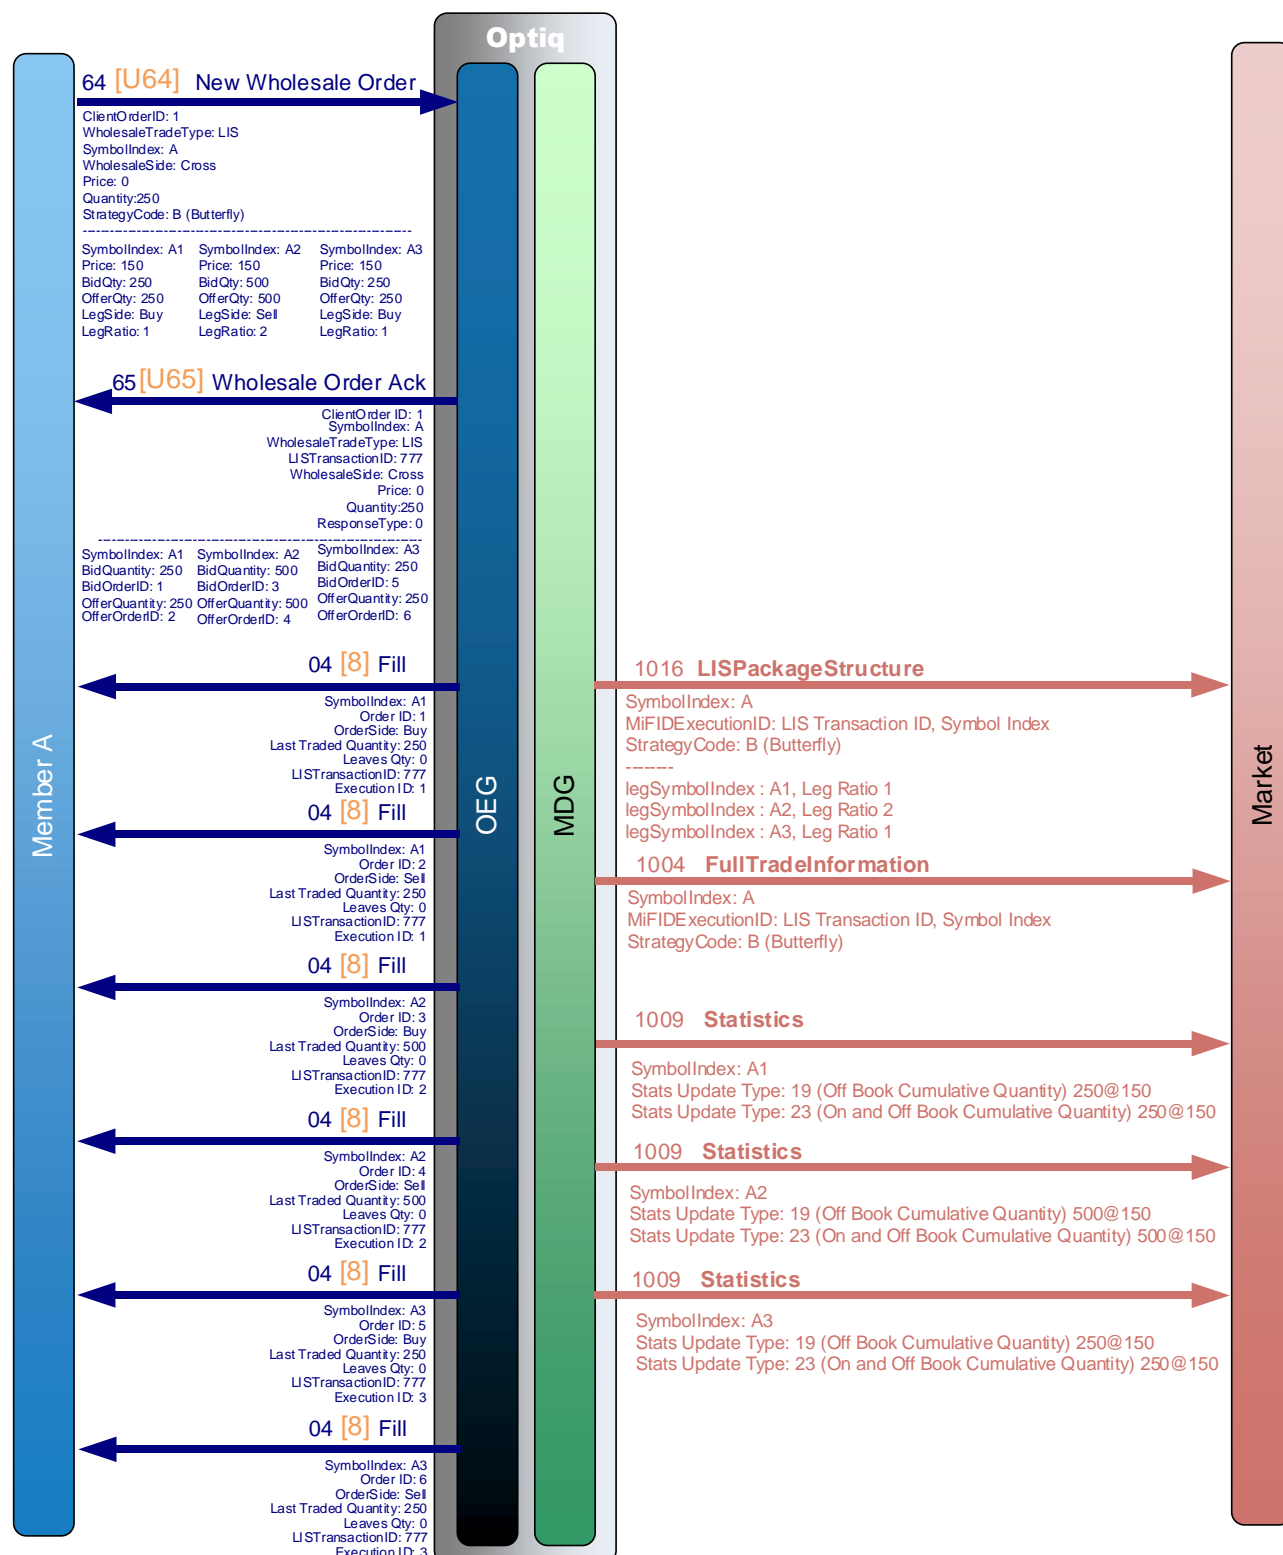 Optiq
64 [U64] New Wholesale Order
ClientOrderID: 1
WholesaleTradeType: LIS
SymbolIndex: A
WholesaleSide: Cross
Price: 0
Quantity:250
StrategyCode: B (Butterfly)
--------------------------------------------------------------------------
SymbolIndex: A1 SymbolIndex: A2 SymbolIndex: A3
Price: 150 Price: 150 Price: 150
BidQty: 250 BidQty: 500 BidQty: 250
OfferQty: 250 OfferQty: 500 OfferQty: 250
LegSide: Buy LegSide: Sell LegSide: Buy
LegRatio: 1 LegRatio: 2 LegRatio: 1
65 [U65] Wholesale Order Ack
ClientOrder ID: 1
SymbolIndex: A
WholesaleTradeType: LIS
LISTransactionID: 777
WholesaleSide: Cross
Price: 0
Quantity:250
ResponseType: 0
--------------------------------------------------------------------------
SymbolIndex: A1 SymbolIndex: A2 SymbolIndex: A3
BidQuantity: 250 BidQuantity: 500 BidQuantity: 250
BidOrderID: 1 BidOrderID: 3 BidOrderID: 5
OfferQuantity: 250 OfferQuantity: 500 OfferQuantity: 250
OfferOrderID: 2 OfferOrderID: 4 OfferOrderID: 6
04 [8] Fill
SymbolIndex: A1
Order ID: 1
OrderSide: Buy
Last Traded Quantity: 250
Leaves Qty: 0
LISTransactionID: 777
Execution ID: 1
04 [8] Fill
SymbolIndex: A1
Order ID: 2
OrderSide: Sell
Last Traded Quantity: 250
Leaves Qty: 0
LISTransactionID: 777
Execution ID: 1
04 [8] Fill
SymbolIndex: A2
Order ID: 3
OrderSide: Buy
Last Traded Quantity: 500
Leaves Qty: 0
LISTransactionID: 777
Execution ID: 2
04 [8] Fill
SymbolIndex: A2
Order ID: 4
OrderSide: Sell
Last Traded Quantity: 500
Leaves Qty: 0
LISTransactionID: 777
Execution ID: 2
04 [8] Fill
SymbolIndex: A3
Order ID: 5
OrderSide: Buy
Last Traded Quantity: 250
Leaves Qty: 0
LISTransactionID: 777
Execution ID: 3
04 [8] Fill
SymbolIndex: A3
Order ID: 6
OrderSide: Sell
Last Traded Quantity: 250
Leaves Qty: 0
LISTransactionID: 777
Execution ID: 3
Member A
OEG
MDG
1016 LISPackageStructure
SymbolIndex: A
MiFIDExecutionID: LIS Transaction ID, Symbol Index
StrategyCode: B (Butterfly)
--------
legSymbolIndex : A1, Leg Ratio 1
legSymbolIndex : A2, Leg Ratio 2
legSymbolIndex : A3, Leg Ratio 1
1004 FullTradeInformation
SymbolIndex: A
MiFIDExecutionID: LIS Transaction ID, Symbol Index
StrategyCode: B (Butterfly)
1009 Statistics
SymbolIndex: A1
Stats Update Type: 19 (Off Book Cumulative Quantity) 250@150
Stats Update Type: 23 (On and Off Book Cumulative Quantity) 250@150
1009 Statistics
SymbolIndex: A2
Stats Update Type: 19 (Off Book Cumulative Quantity) 500@150
Stats Update Type: 23 (On and Off Book Cumulative Quantity) 500@150
1009 Statistics
SymbolIndex: A3
Stats Update Type: 19 (Off Book Cumulative Quantity) 250@150
Stats Update Type: 23 (On and Off Book Cumulative Quantity) 250@150
Market